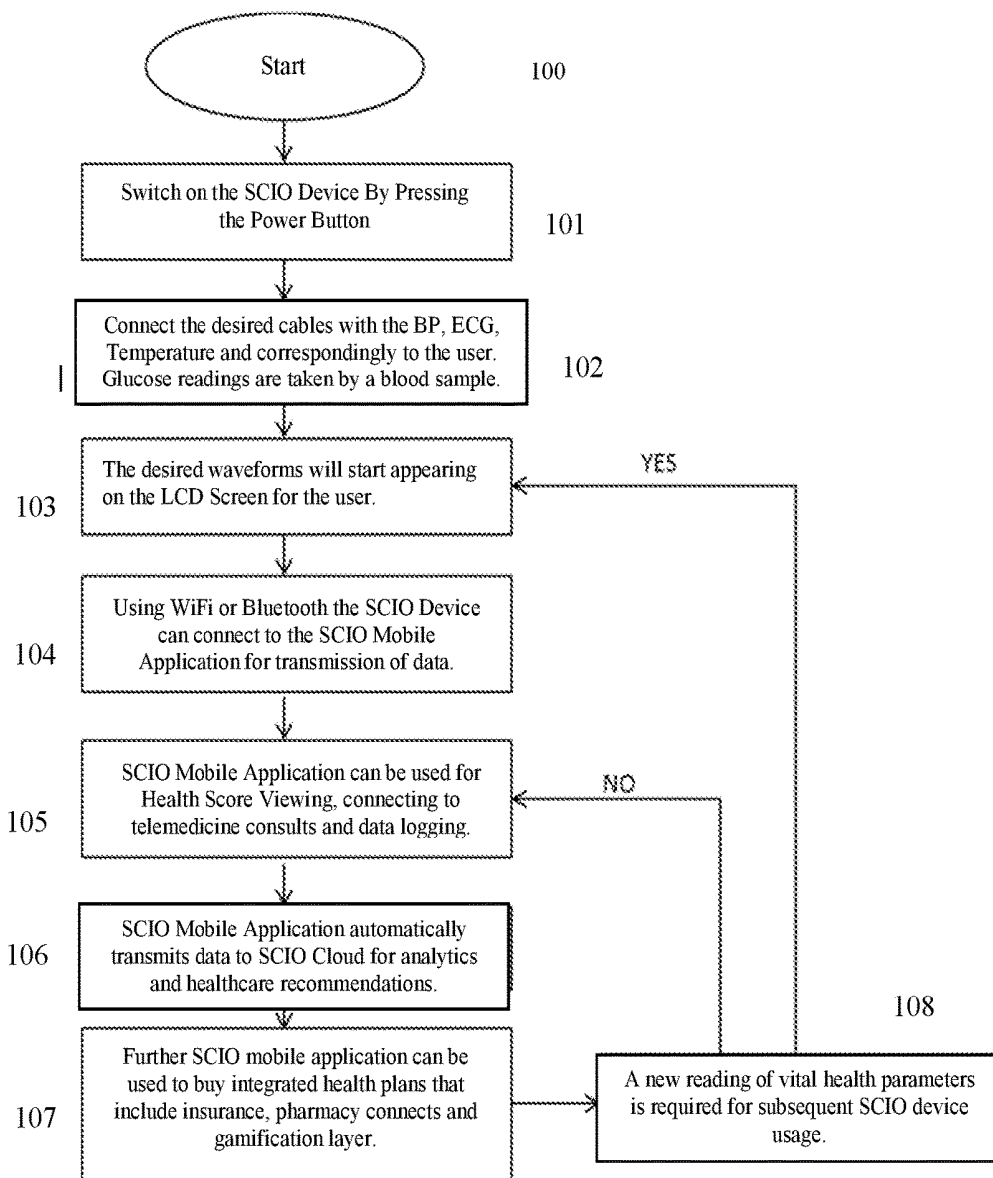 Start
100
Switch on the SCIO Device By Pressing
the Power Button
101
Connect the desired cables with the BP, ECG,
Temperature and correspondingly to the user.
Glucose readings are taken by a blood sample.
102
The desired waveforms will start appearing
on the LCD Screen for the user.
103
YES
Using WiFi or Bluetooth the SCIO Device
can connect to the SCIO Mobile
Application for transmission of data.
104
SCIO Mobile Application can be used for
Health Score Viewing, connecting to
telemedicine consults and data logging.
105
NO
SCIO Mobile Application automatically
transmits data to SCIO Cloud for analytics
and healthcare recommendations.
106
Further SCIO mobile application can be
used to buy integrated health plans that
include insurance, pharmacy connects and
gamification layer.
107
108
A new reading of vital health parameters
is required for subsequent SCIO device
usage.